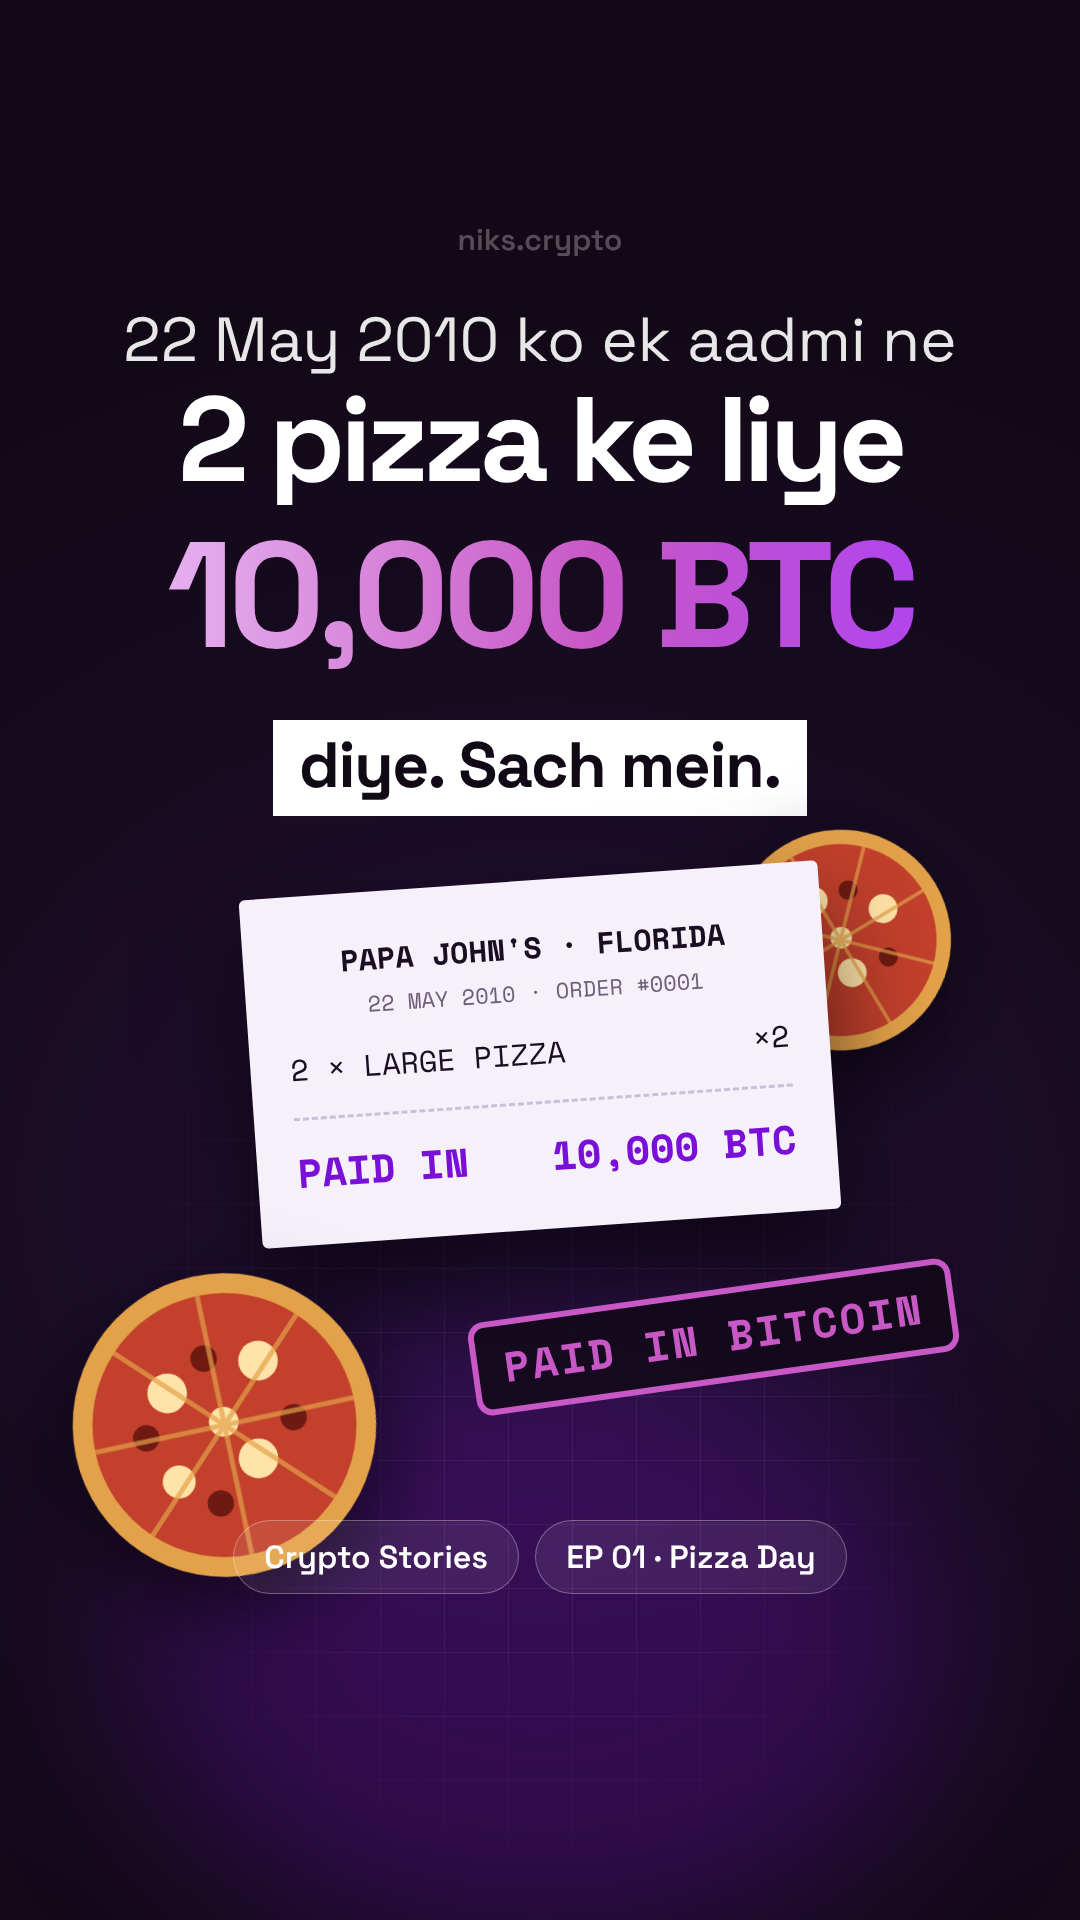 niks.crypto
22 May 2010 ko ek aadmi ne
2 pizza ke liye
10,000 BTC
diye. Sach mein.
PAPA JOHN'S · FLORIDA
22 MAY 2010 · ORDER #0001
2 × LARGE PIZZA ×2
PAID IN 10,000 BTC
PAID IN BITCOIN
Crypto Stories
EP 01 · Pizza Day